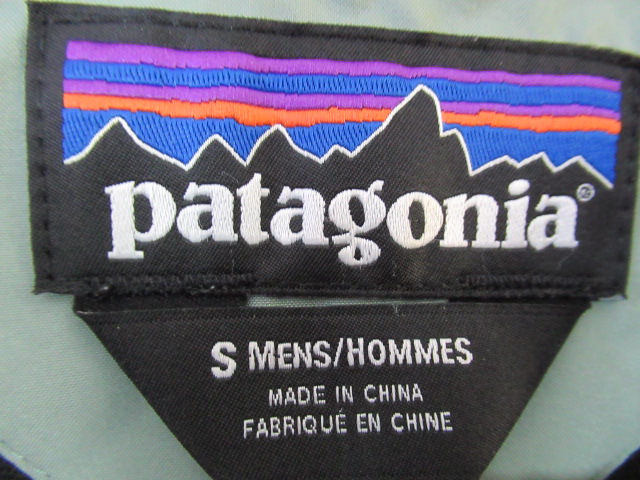 patagonia®
S MENS/HOMMES
MADE IN CHINA
FABRIQUÉ EN CHINE